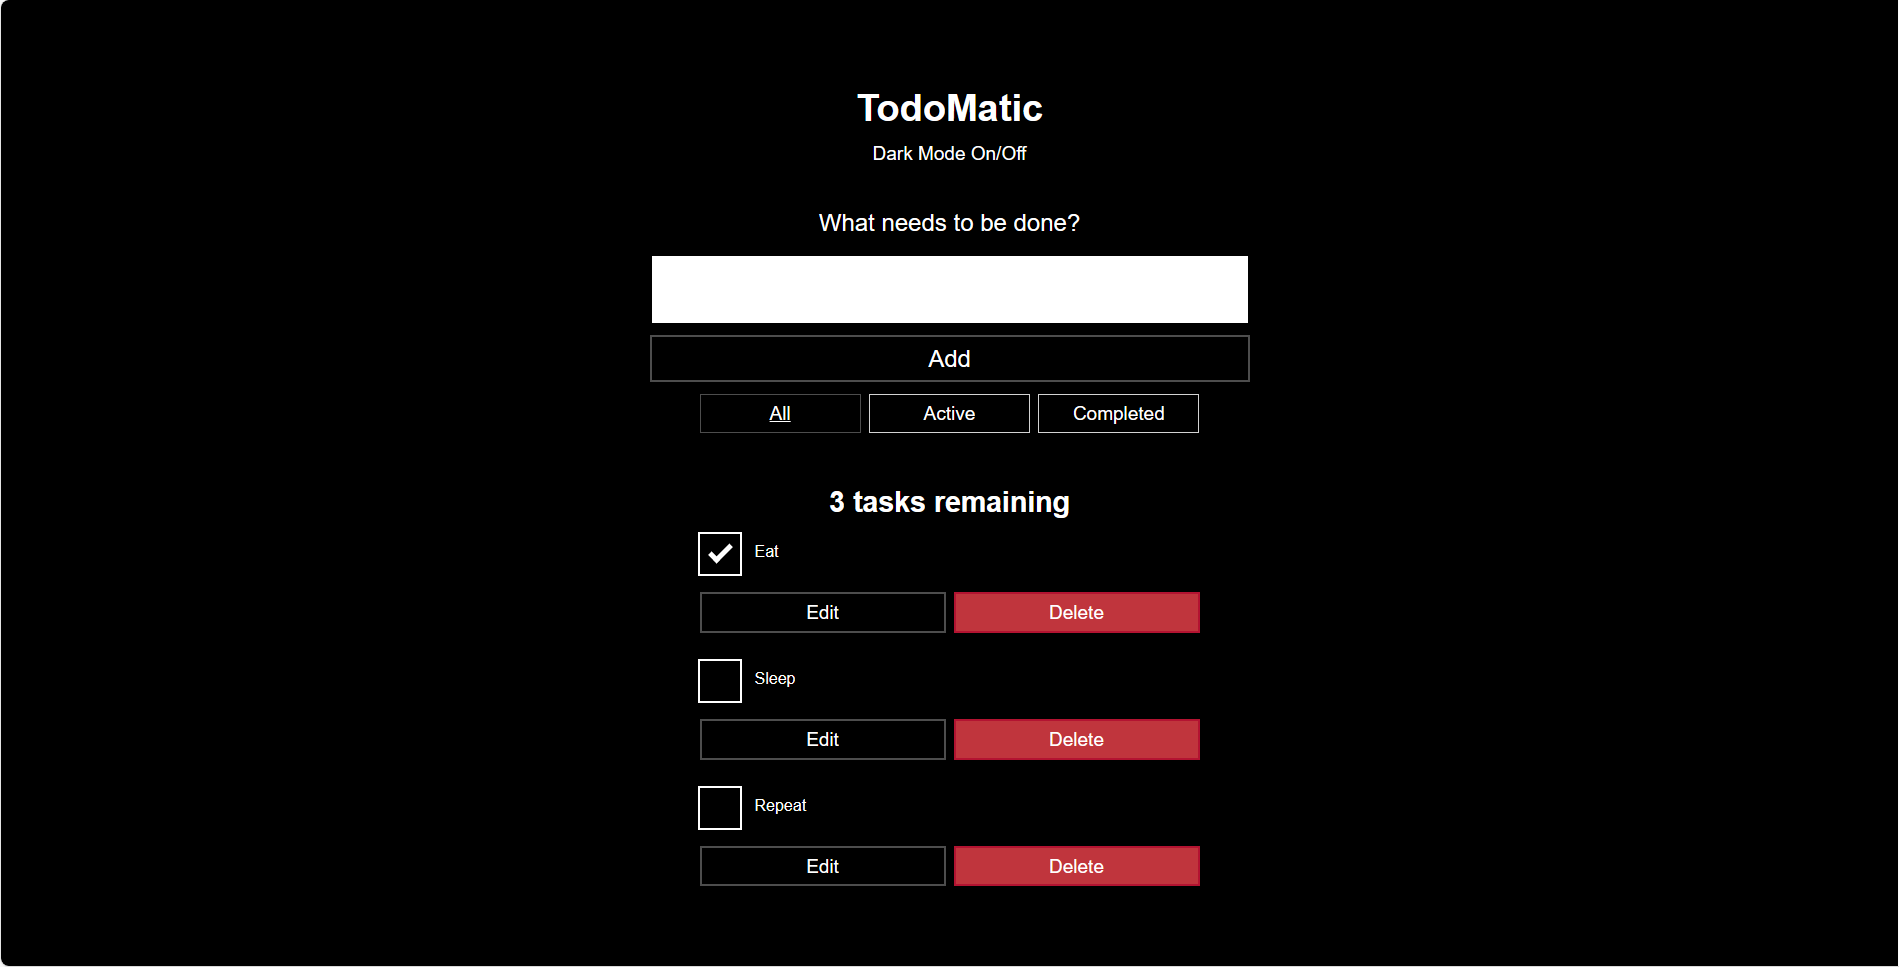 TodoMatic
Dark Mode On/Off
What needs to be done?
Add
All Active Completed
3 tasks remaining
Eat
Edit Delete
Sleep
Edit Delete
Repeat
Edit Delete